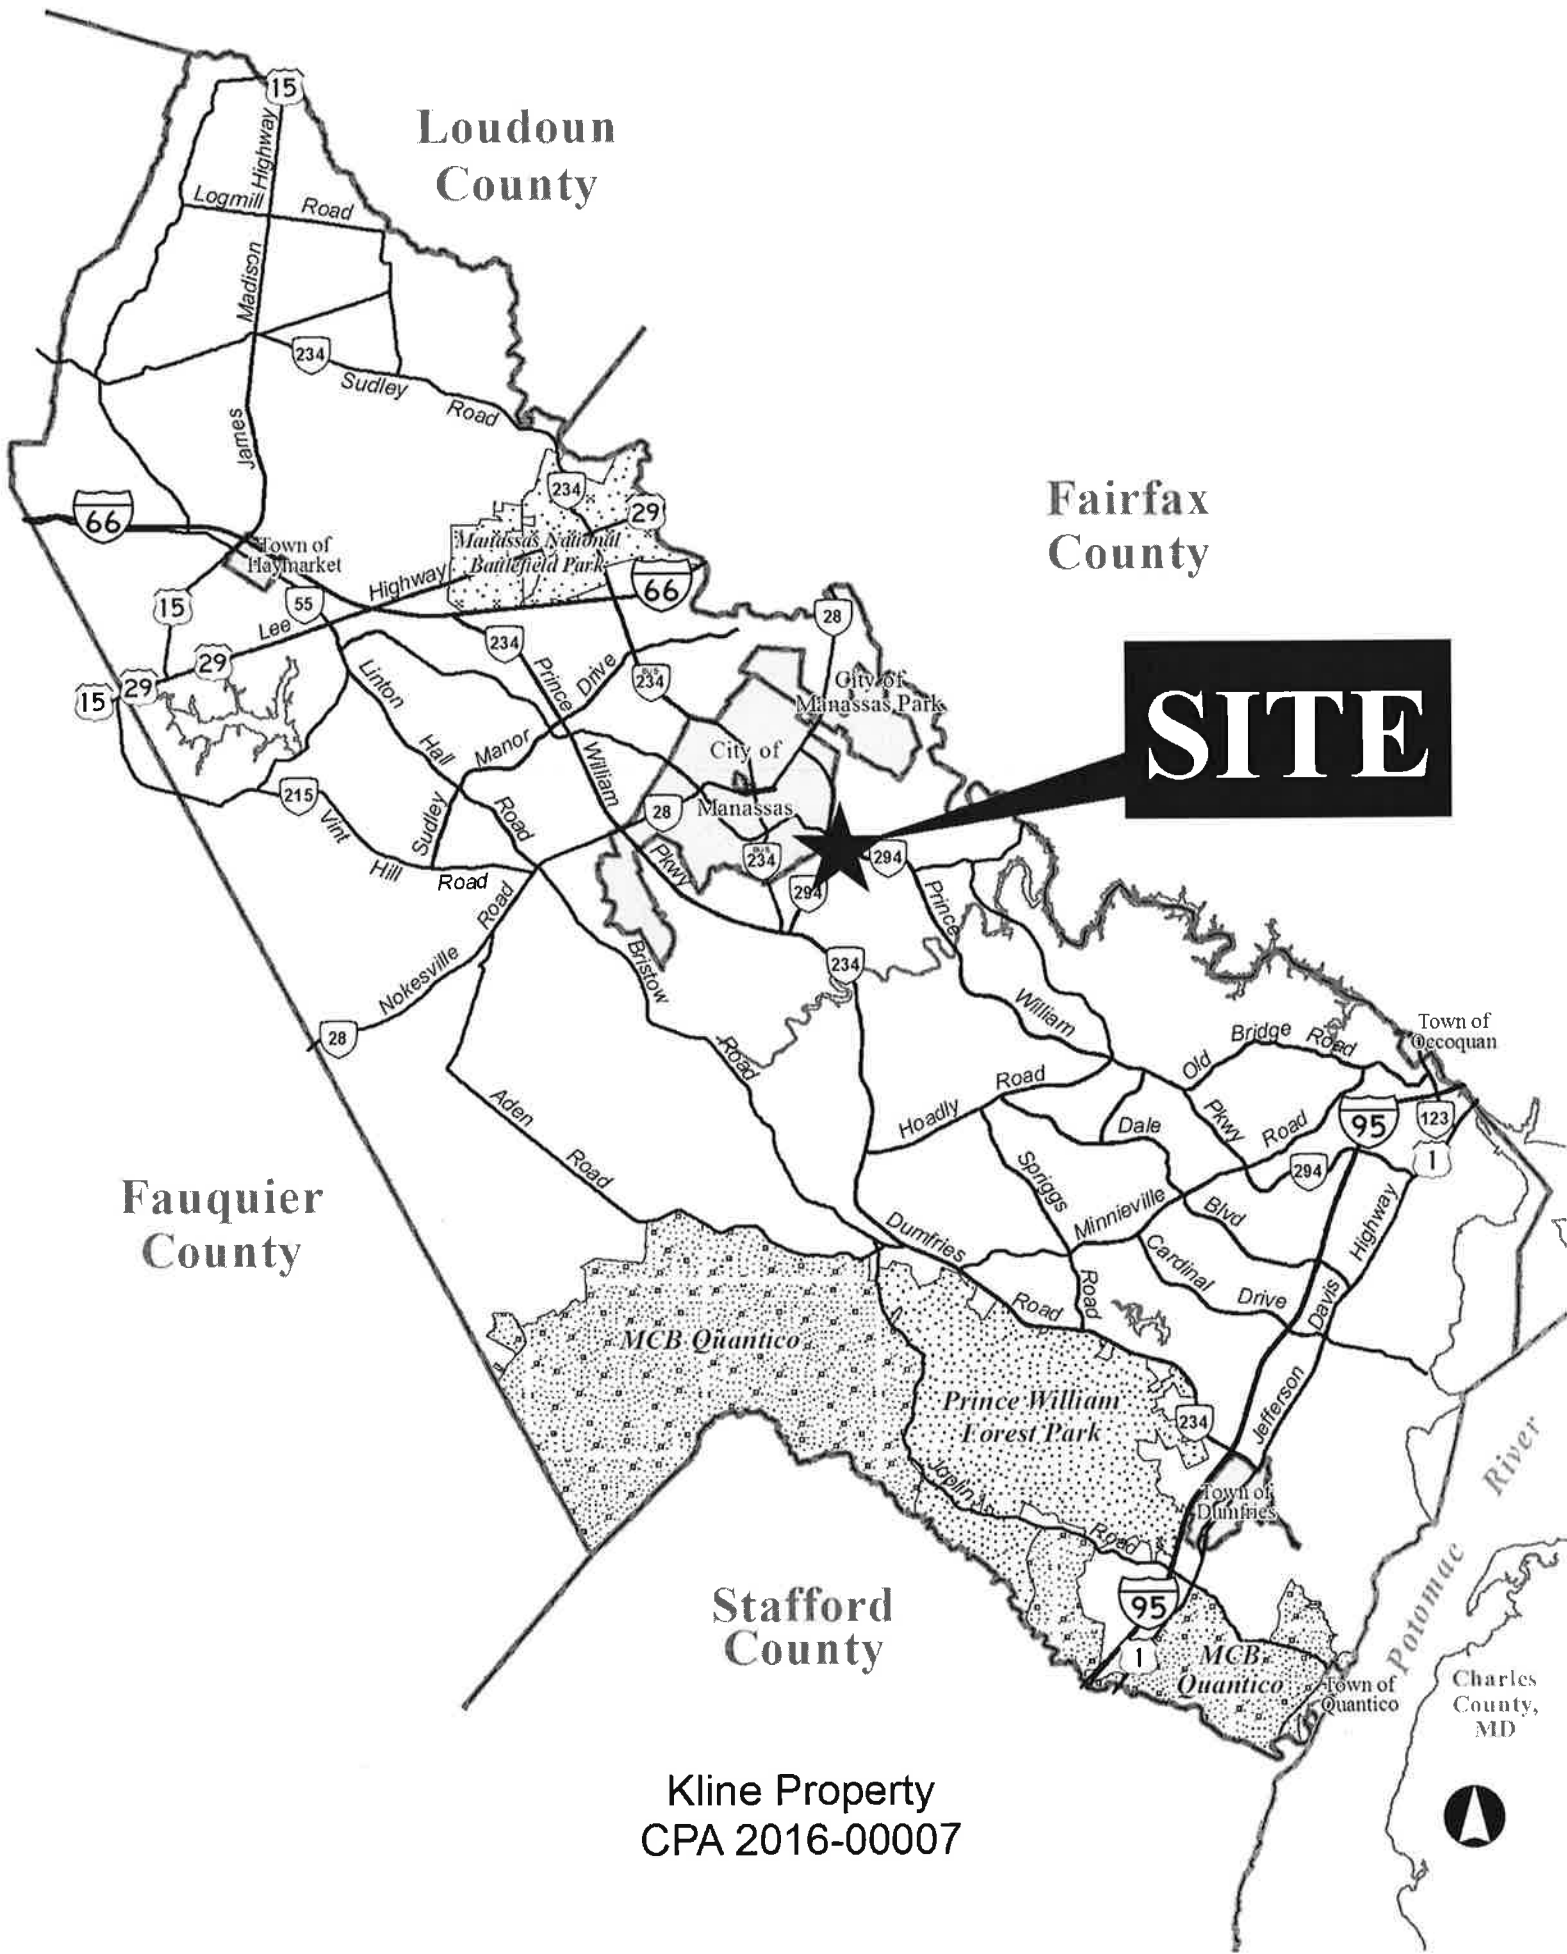 15
Loudoun
County
Highway
Logmill
Road
Madison
234
Sudley
Road
James
66
234
29
Fairfax
County
Town of
Haymarket
Manassas National
Battlefield Park
Highway
66
15
55
Lee
28
234
29
Linton
Prince
Drive
BUS
234
City of
Manassas Park
15
29
SITE
Hall
Manor
William
City of
215
Vint
Sudley
Road
28
Manassas
Hill
Road
Pkwy
BUS
234
294
294
Prince
Road
Nokesville
Bristow
234
28
William
Road
Old
Bridge
Road
Town of
Occoquan
Aden
Hoadly
Road
Pkwy
Road
95
123
Dale
1
Road
Spriggs
294
Fauquier
County
Minnieville
Blvd
Highway
Dumfries
Cardinal
Drive
Davis
Road
Road
MCB Quantico
Prince William
Forest Park
234
Jefferson
Joplin
Road
Town of
Dumfries
River
Potomac
Stafford
County
95
1
MCB
Quantico
Town of
Quantico
Charles
County,
MD
Kline Property
CPA 2016-00007